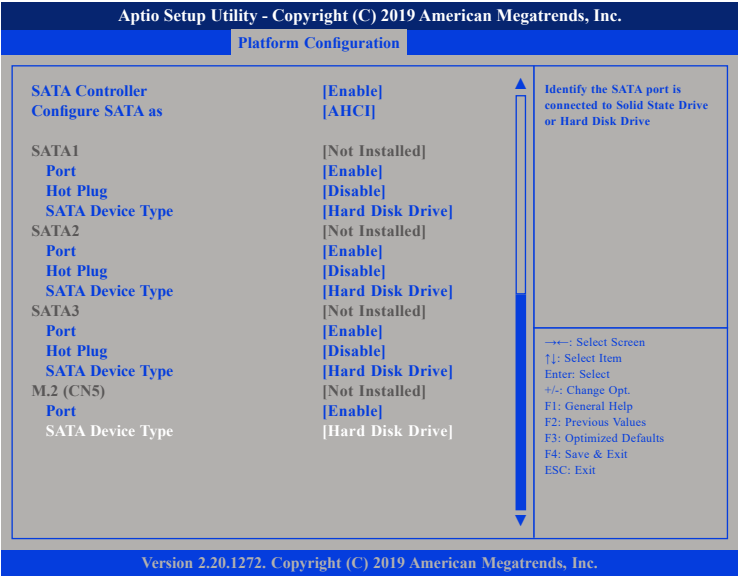 Aptio Setup Utility - Copyright (C) 2019 American Megatrends, Inc.
Platform Configuration
SATA Controller [Enable]
Configure SATA as [AHCI]
SATA1 [Not Installed]
Port [Enable]
Hot Plug [Disable]
SATA Device Type [Hard Disk Drive]
SATA2 [Not Installed]
Port [Enable]
Hot Plug [Disable]
SATA Device Type [Hard Disk Drive]
SATA3 [Not Installed]
Port [Enable]
Hot Plug [Disable]
SATA Device Type [Hard Disk Drive]
M.2 (CN5) [Not Installed]
Port [Enable]
SATA Device Type [Hard Disk Drive]
Identify the SATA port is
connected to Solid State Drive
or Hard Disk Drive
→←: Select Screen
↑↓: Select Item
Enter: Select
+/-: Change Opt.
F1: General Help
F2: Previous Values
F3: Optimized Defaults
F4: Save & Exit
ESC: Exit
Version 2.20.1272. Copyright (C) 2019 American Megatrends, Inc.